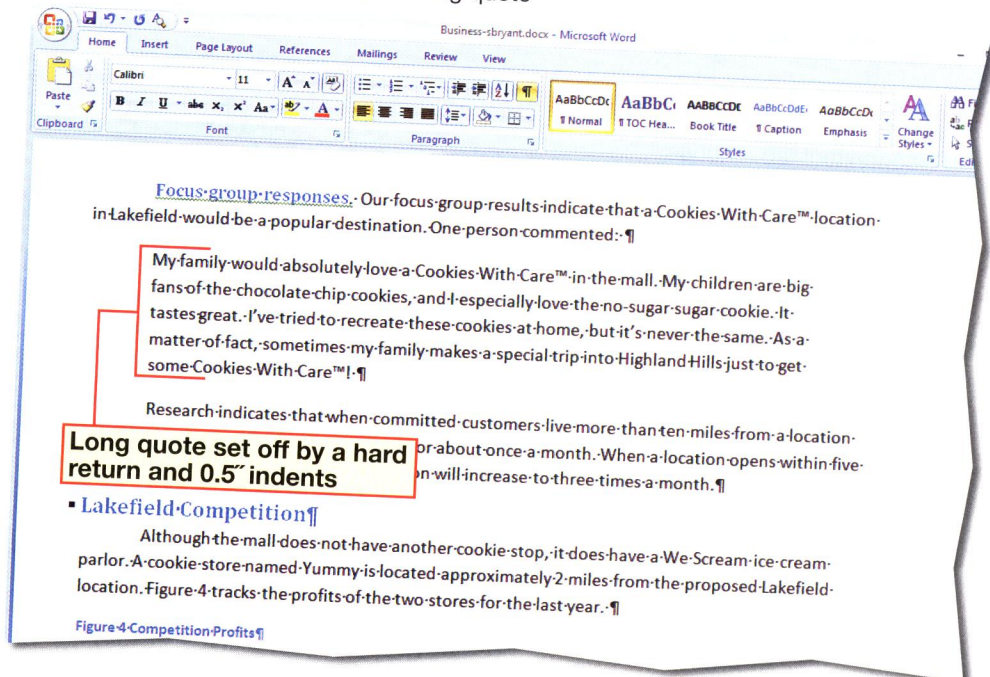 ng quote
Business-sbryant.docx - Microsoft Word
Home Insert Page Layout References Mailings Review View
Paste
Calibri 11
Clipboard Font Paragraph Styles
AaBbCcDc AaBbC AABBCCDE AaBbCcDdE AaBbCcDc
¶ Normal ¶ TOC Hea... Book Title ¶ Caption Emphasis
Change Styles
Focus·group·responses.·Our·focus·group·results·indicate·that·a·Cookies·With·Care™·location·
in·Lakefield·would·be·a·popular·destination.·One·person·commented:·¶
My·family·would·absolutely·love·a·Cookies·With·Care™·in·the·mall.·My·children·are·big·
fans·of·the·chocolate·chip·cookies,·and·I·especially·love·the·no-sugar·sugar·cookie.·It·
tastes·great.·I've·tried·to·recreate·these·cookies·at·home,·but·it's·never·the·same.·As·a·
matter·of·fact,·sometimes·my·family·makes·a·special·trip·into·Highland·Hills·just·to·get·
some·Cookies·With·Care™!·¶
Research·indicates·that·when·committed·customers·live·more·than·ten·miles·from·a·location·
or·about·once·a·month.·When·a·location·opens·within·five·
n·will·increase·to·three·times·a·month.¶
Long quote set off by a hard
return and 0.5″ indents
Lakefield·Competition¶
Although·the·mall·does·not·have·another·cookie·stop,·it·does·have·a·We·Scream·ice·cream·
parlor.·A·cookie·store·named·Yummy·is·located·approximately·2·miles·from·the·proposed·Lakefield·
location.·Figure·4·tracks·the·profits·of·the·two·stores·for·the·last·year.·¶
Figure·4·Competition·Profits¶